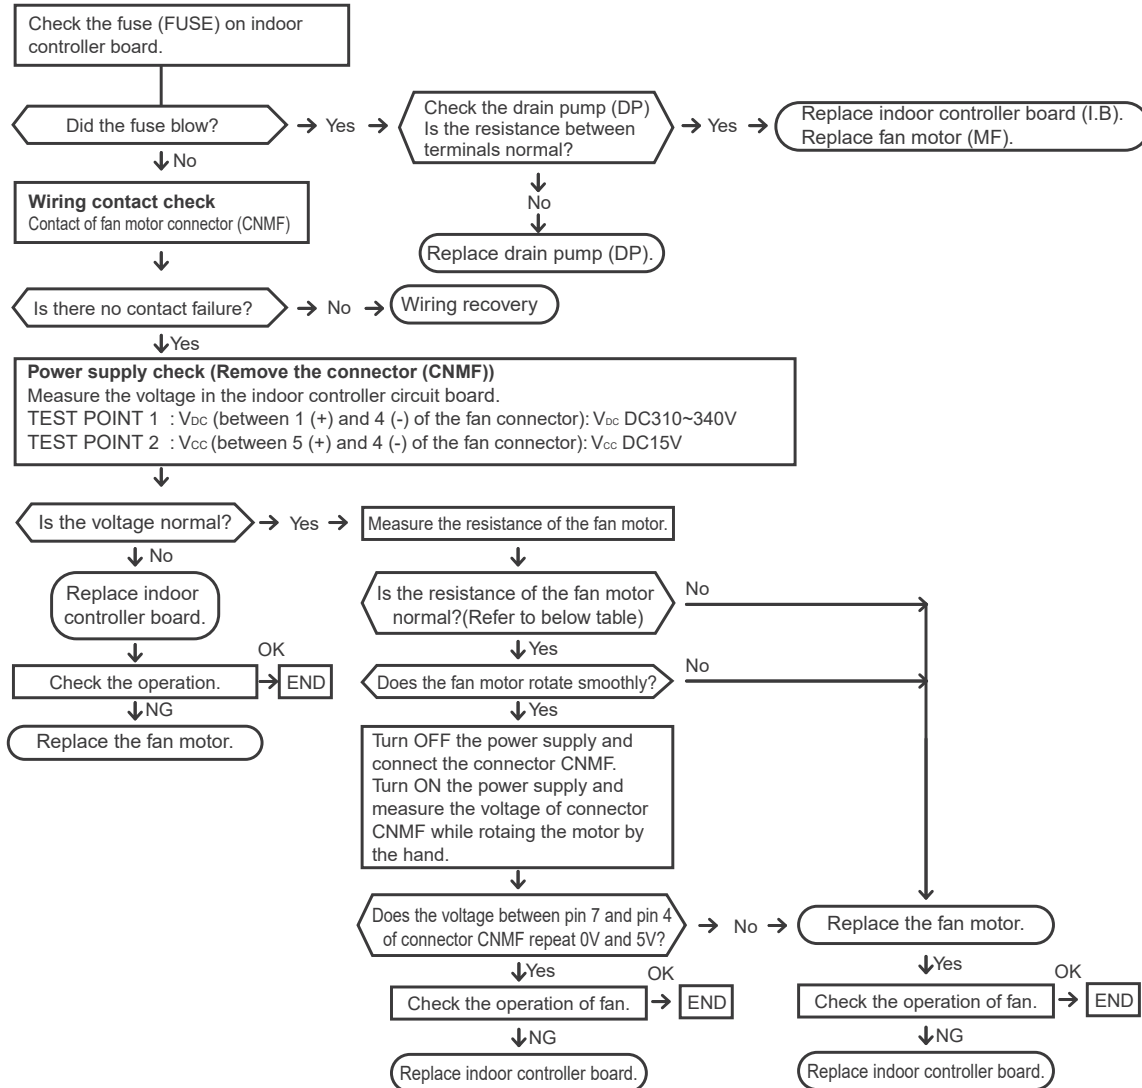 Check the fuse (FUSE) on indoor
controller board.
Did the fuse blow?
Yes
Check the drain pump (DP)
Is the resistance between
terminals normal?
Yes
Replace indoor controller board (I.B).
Replace fan motor (MF).
No
No
Replace drain pump (DP).
Wiring contact check
Contact of fan motor connector (CNMF)
Is there no contact failure?
No
Wiring recovery
Yes
Power supply check (Remove the connector (CNMF))
Measure the voltage in the indoor controller circuit board.
TEST POINT 1 : VDC (between 1 (+) and 4 (-) of the fan connector): VDC DC310~340V
TEST POINT 2 : VCC (between 5 (+) and 4 (-) of the fan connector): VCC DC15V
Is the voltage normal?
Yes
Measure the resistance of the fan motor.
No
Replace indoor
controller board.
Check the operation.
OK
END
NG
Replace the fan motor.
Is the resistance of the fan motor
normal?(Refer to below table)
No
Yes
Does the fan motor rotate smoothly?
No
Yes
Turn OFF the power supply and
connect the connector CNMF.
Turn ON the power supply and
measure the voltage of connector
CNMF while rotaing the motor by
the hand.
Does the voltage between pin 7 and pin 4
of connector CNMF repeat 0V and 5V?
No
Replace the fan motor.
Yes
Check the operation of fan.
OK
END
NG
Replace indoor controller board.
Yes
Check the operation of fan.
OK
END
NG
Replace indoor controller board.